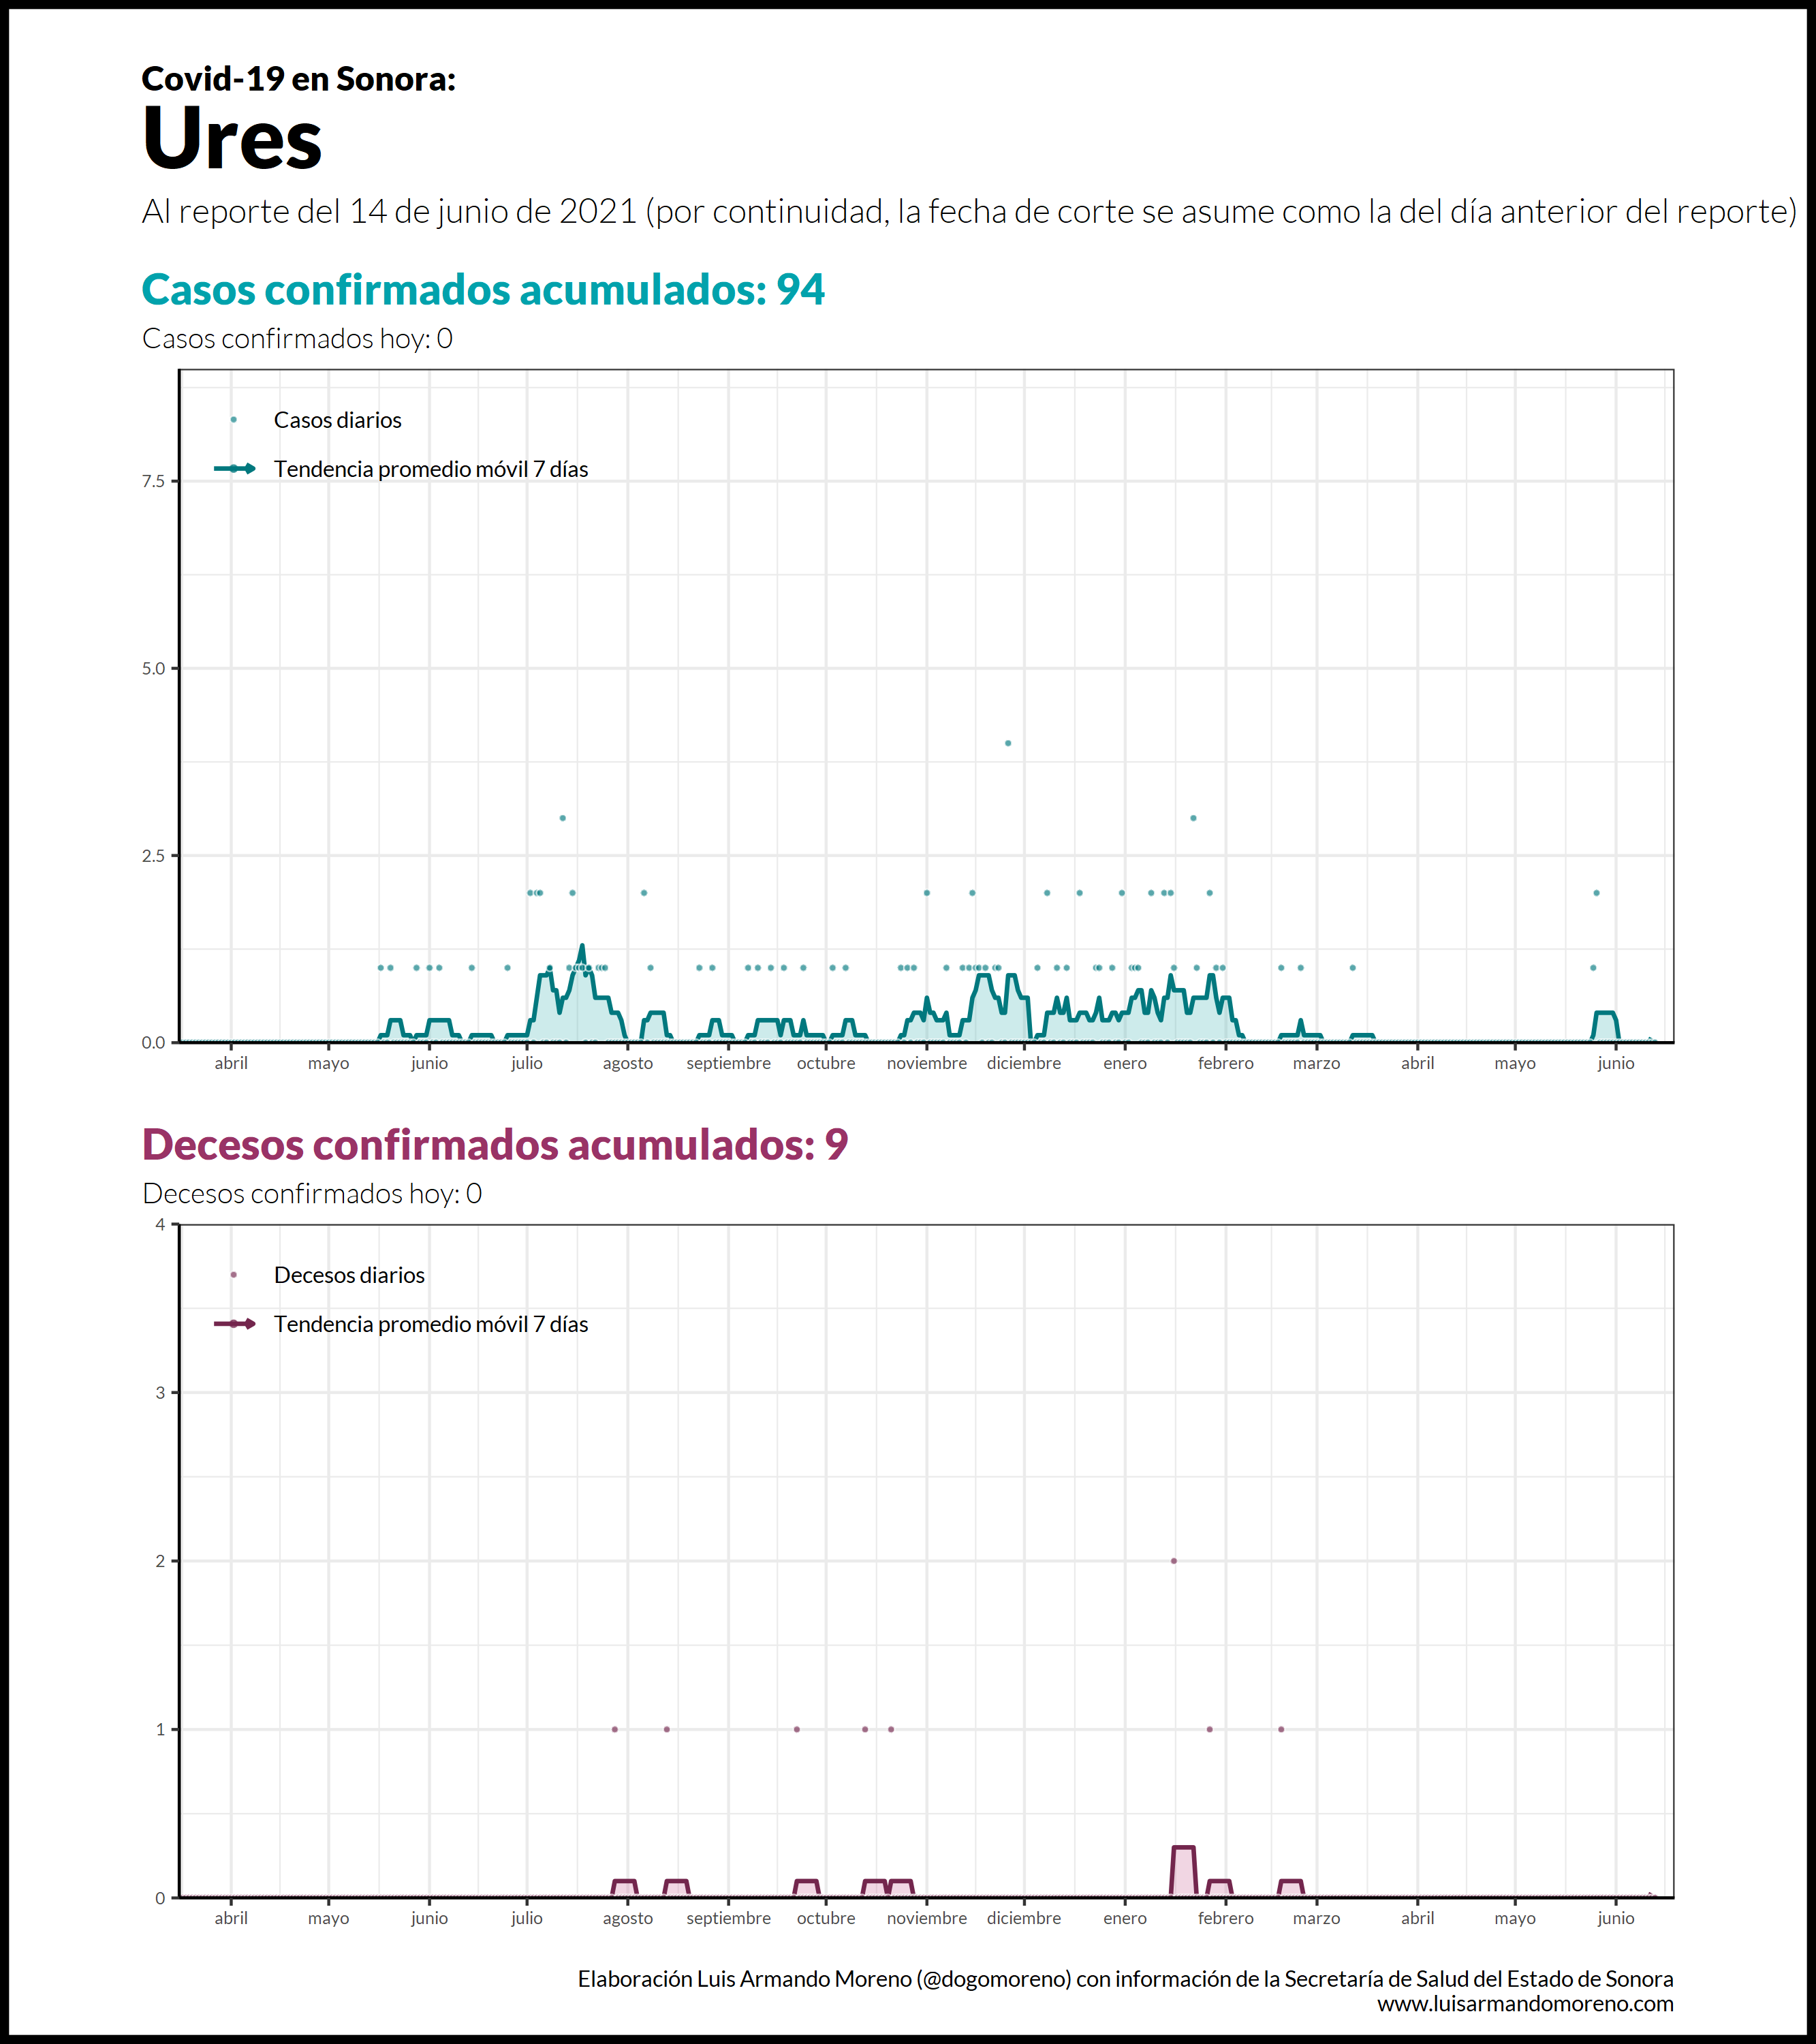 Covid-19 en Sonora:
Ures
Al reporte del 14 de junio de 2021 (por continuidad, la fecha de corte se asume como la del día anterior del reporte)
Casos confirmados acumulados: 94
Casos confirmados hoy: 0
Casos diarios
Tendencia promedio móvil 7 días
7.5
5.0
2.5
0.0
abril mayo junio julio agosto septiembre octubre noviembre diciembre enero febrero marzo abril mayo junio
Decesos confirmados acumulados: 9
Decesos confirmados hoy: 0
4
Decesos diarios
Tendencia promedio móvil 7 días
3
2
1
0
abril mayo junio julio agosto septiembre octubre noviembre diciembre enero febrero marzo abril mayo junio
Elaboración Luis Armando Moreno (@dogomoreno) con información de la Secretaría de Salud del Estado de Sonora
www.luisarmandomoreno.com